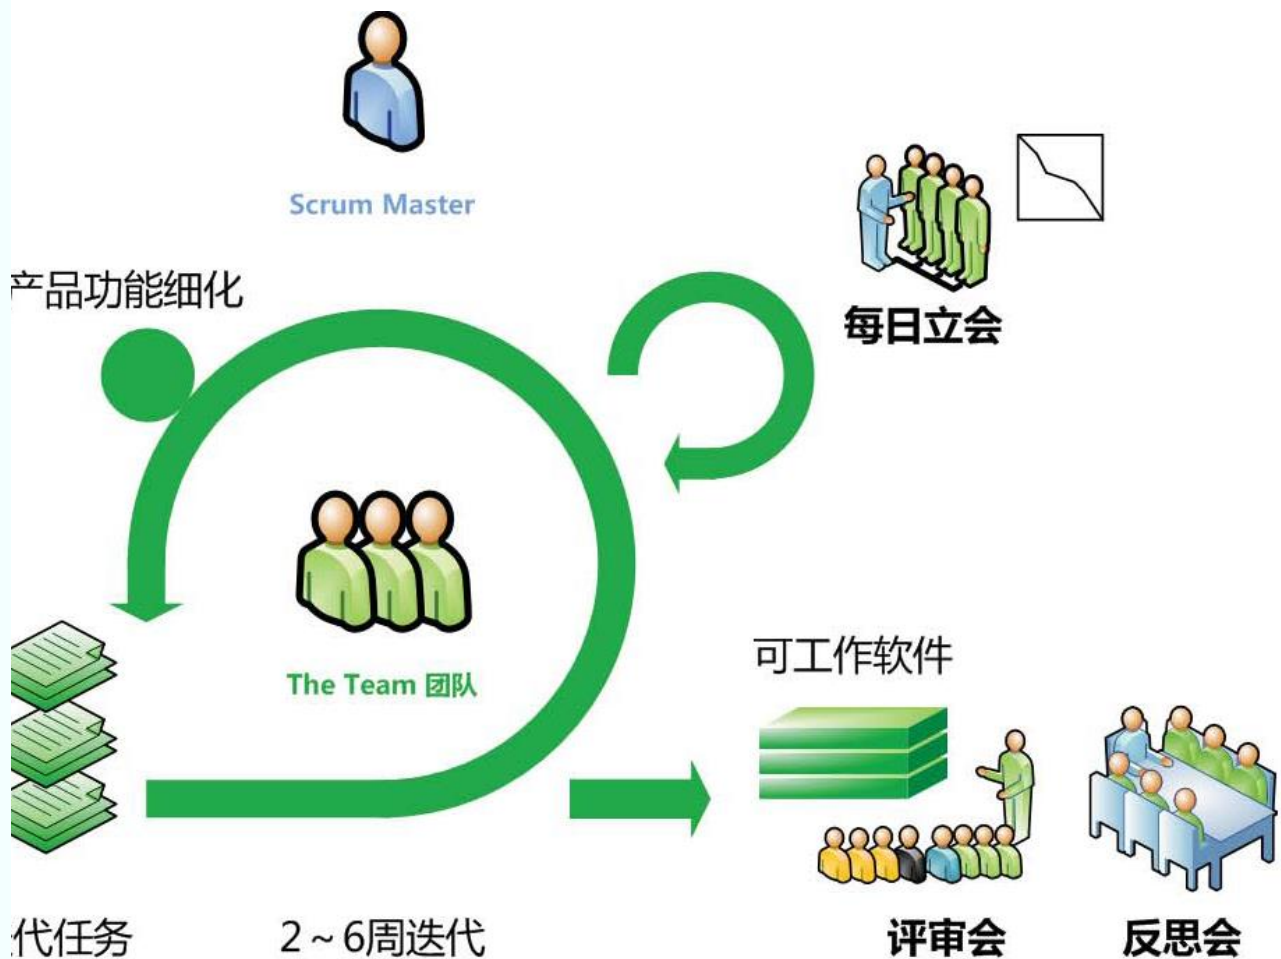 Scrum Master
产品功能细化
每日立会
The Team 团队
可工作软件
代任务
2～6周迭代
评审会
反思会